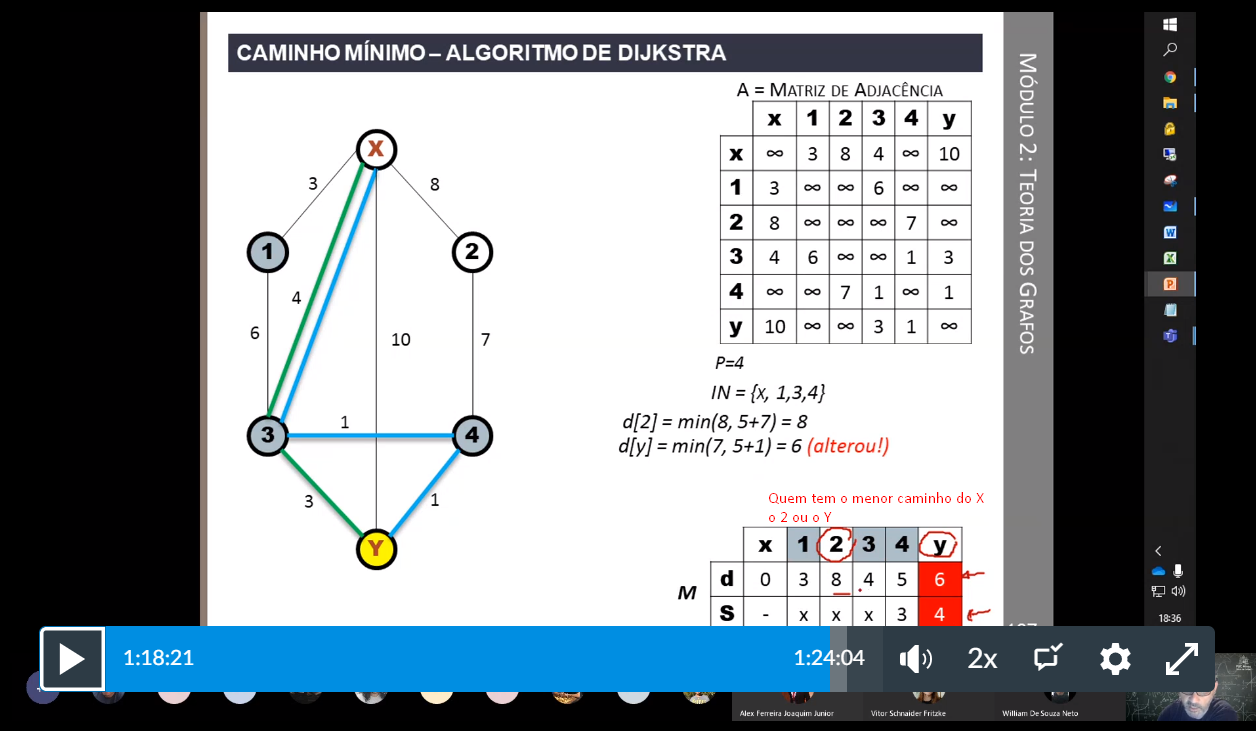 CAMINHO MÍNIMO – ALGORITMO DE DIJKSTRA
MÓDULO 2: TEORIA DOS GRAFOS
A = MATRIZ DE ADJACÊNCIA
x 1 2 3 4 y
x ∞ 3 8 4 ∞ 10
1 3 ∞ ∞ 6 ∞ ∞
2 8 ∞ ∞ ∞ 7 ∞
3 4 6 ∞ ∞ 1 3
4 ∞ ∞ 7 1 ∞ 1
y 10 ∞ ∞ 3 1 ∞
X
3
8
1
2
4
6
10
7
1
3
4
3
1
Y
P=4
IN = {x, 1,3,4}
d[2] = min(8, 5+7) = 8
d[y] = min(7, 5+1) = 6 (alterou!)
Quem tem o menor caminho do X
o 2 ou o Y
x 1 2 3 4 y
M
d 0 3 8 4 5 6
S - x x x 3 4
18:36
1:18:21
1:24:04
2x
Alex Ferreira Joaquim Junior
Vitor Schnaider Fritzke
William De Souza Neto